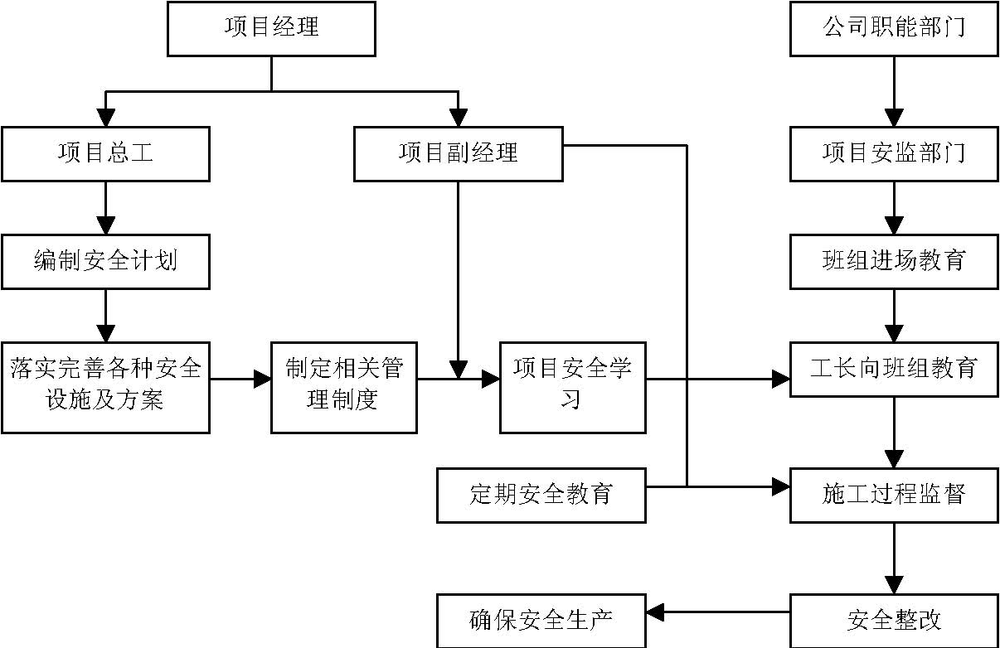 项目经理
公司职能部门
项目总工
项目副经理
项目安监部门
编制安全计划
班组进场教育
落实完善各种安全
设施及方案
制定相关管
理制度
项目安全学
习
工长向班组教育
定期安全教育
施工过程监督
确保安全生产
安全整改